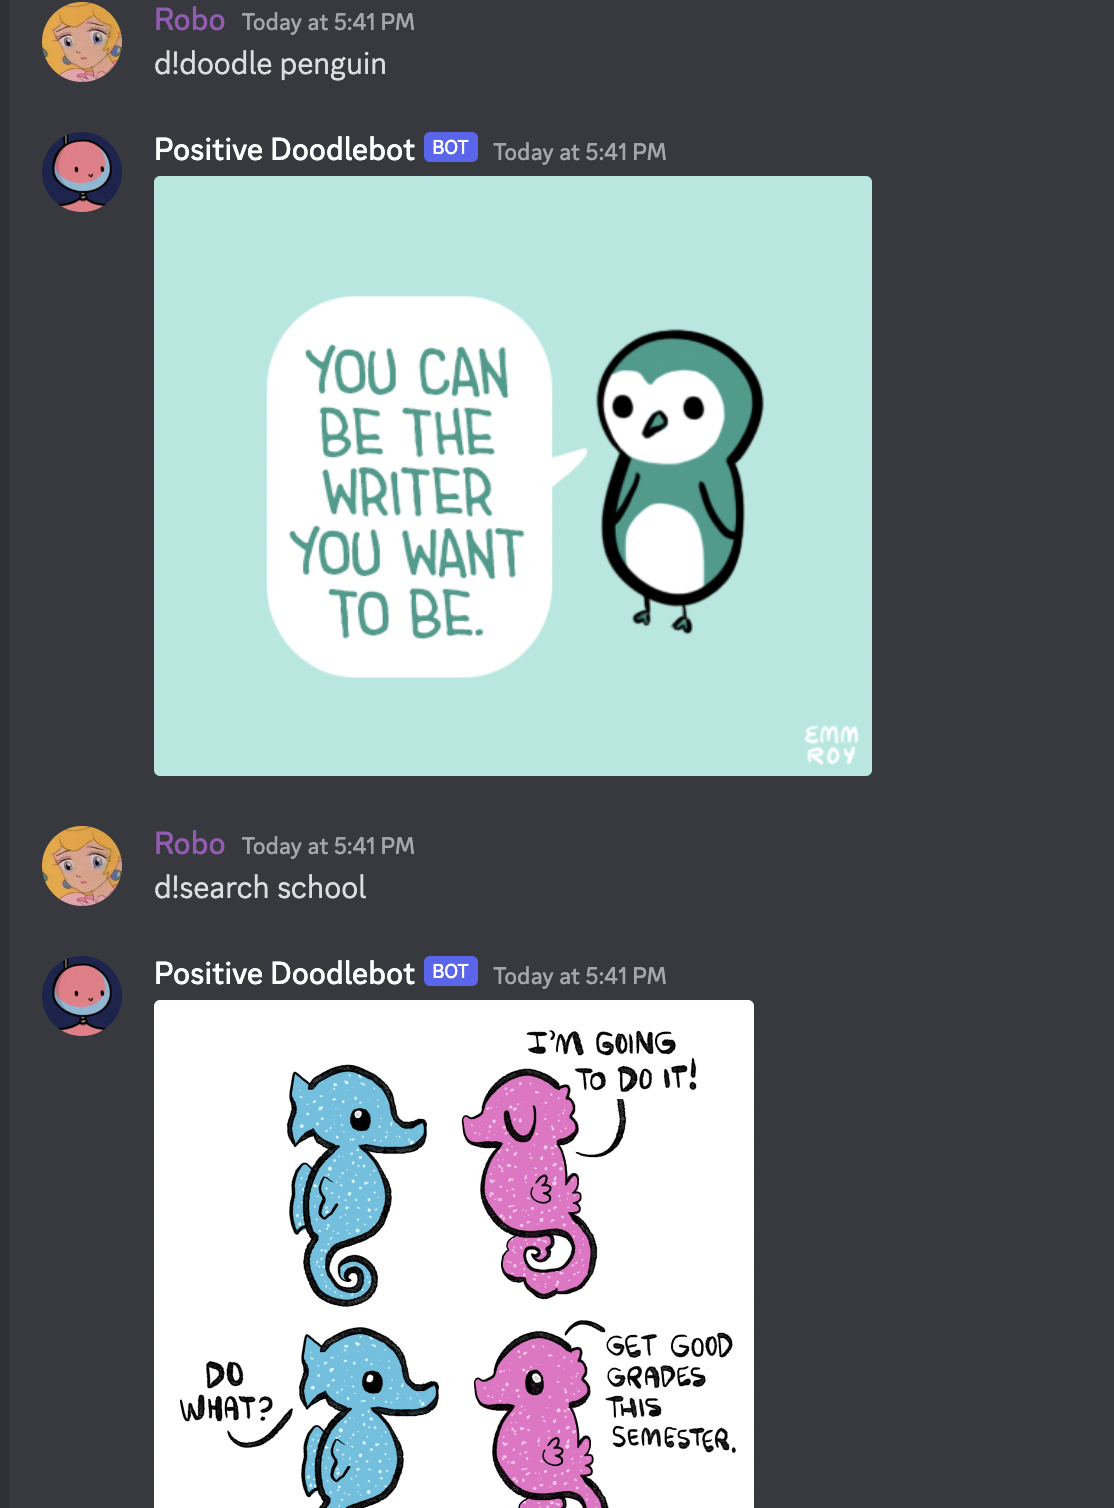 Robo Today at 5:41 PM
d!doodle penguin
Positive Doodlebot BOT Today at 5:41 PM
YOU CAN
BE THE
WRITER
YOU WANT
TO BE.
EMM
ROY
Robo Today at 5:41 PM
d!search school
Positive Doodlebot BOT Today at 5:41 PM
I'M GOING
TO DO IT!
DO
WHAT?
GET GOOD
GRADES
THIS
SEMESTER.